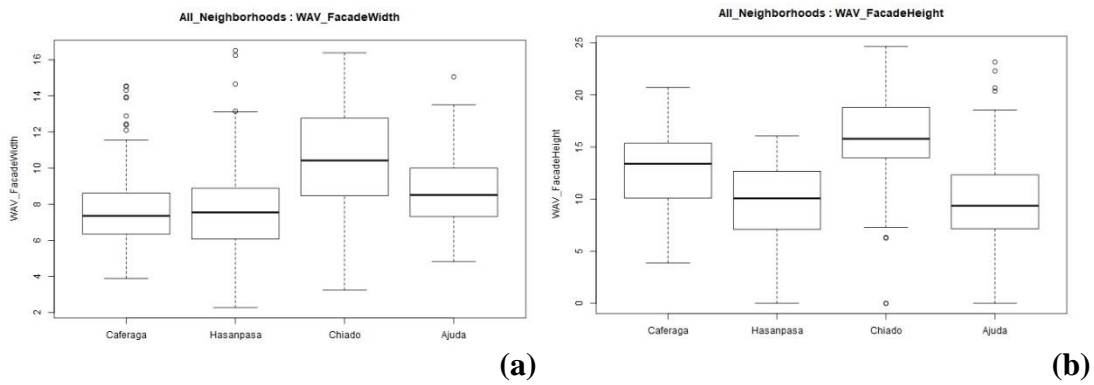 All_Neighborhoods : WAV_FacadeWidth
WAV_FacadeWidth
16
14
12
10
8
6
4
2
Caferaga Hasanpasa Chiado Ajuda
(a)
All_Neighborhoods : WAV_FacadeHeight
WAV_FacadeHeight
25
20
15
10
5
0
Caferaga Hasanpasa Chiado Ajuda
(b)